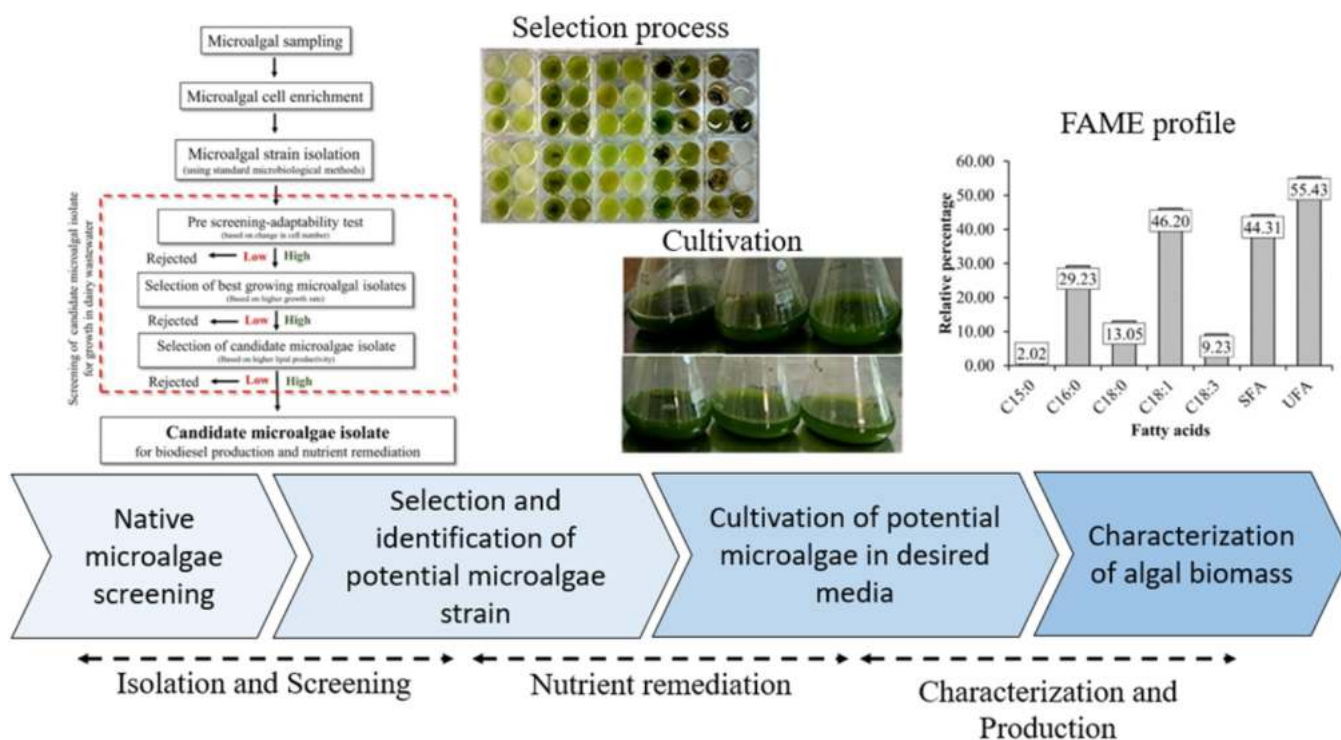 Microalgal sampling
Microalgal cell enrichment
Microalgal strain isolation
(using standard microbiological methods)
Screening of candidate microalgal isolate
for growth in dairy wastewater
Pre screening-adaptability test
(based on change in cell number)
Rejected Low High
Selection of best growing microalgal isolates
(Based on higher growth rate)
Rejected Low High
Selection of candidate microalgae isolate
(Based on higher lipid productivity)
Rejected Low High
Candidate microalgae isolate
for biodiesel production and nutrient remediation
Selection process
Cultivation
FAME profile
Relative percentage
60.00
50.00
40.00
30.00
20.00
10.00
0.00
2.02
29.23
13.05
46.20
9.23
44.31
55.43
C15:0
C16:0
C18:0
C18:1
C18:3
SFA
UFA
Fatty acids
Native
microalgae
screening
Selection and
identification of
potential microalgae
strain
Cultivation of potential
microalgae in desired
media
Characterization
of algal biomass
Isolation and Screening
Nutrient remediation
Characterization and
Production